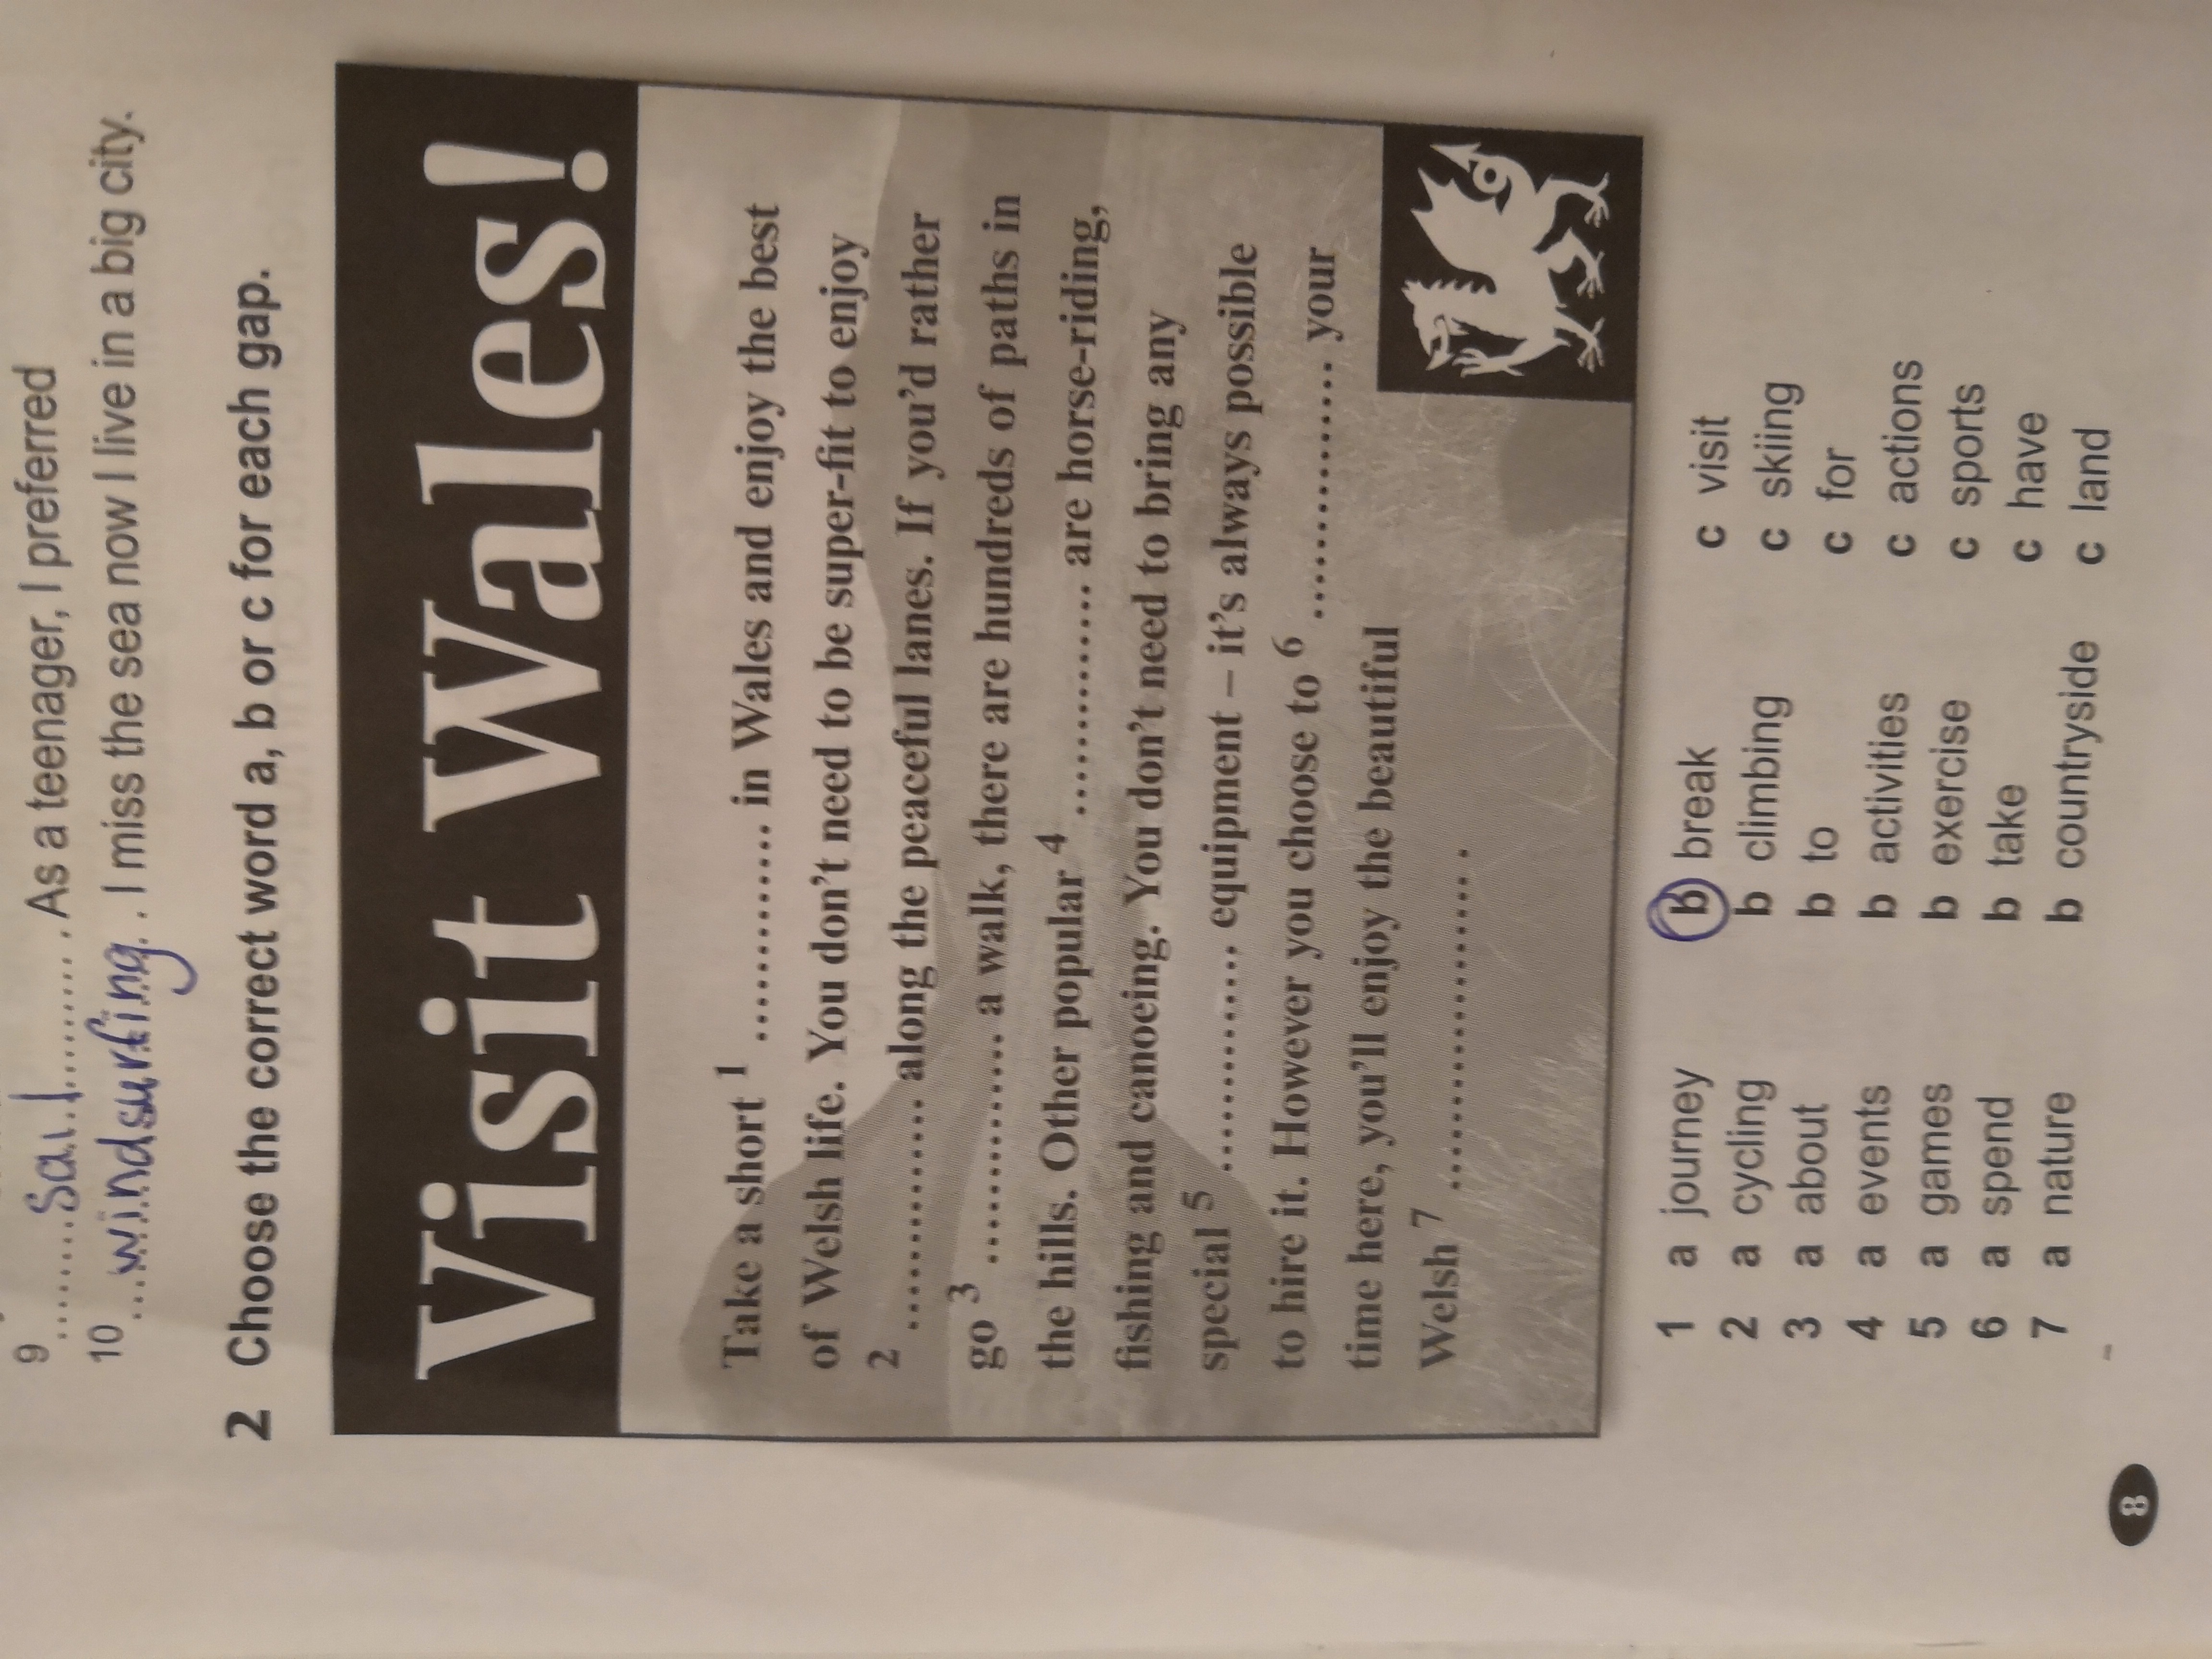 9 ..........Sail.......... . As a teenager, I preferred
10 ....windsurfing. . I miss the sea now I live in a big city.
2 Choose the correct word a, b or c for each gap.
Visit Wales!
Take a short 1 .............. in Wales and enjoy the best
of Welsh life. You don't need to be super-fit to enjoy
2 .............. along the peaceful lanes. If you'd rather
go 3 .............. a walk, there are hundreds of paths in
the hills. Other popular 4 .............. are horse-riding,
fishing and canoeing. You don't need to bring any
special 5 .............. equipment – it's always possible
to hire it. However you choose to 6 .............. your
time here, you'll enjoy the beautiful
Welsh 7 ..................... .
1 a journey b break c visit
2 a cycling b climbing c skiing
3 a about b to c for
4 a events b activities c actions
5 a games b exercise c sports
6 a spend b take c have
7 a nature b countryside c land
8